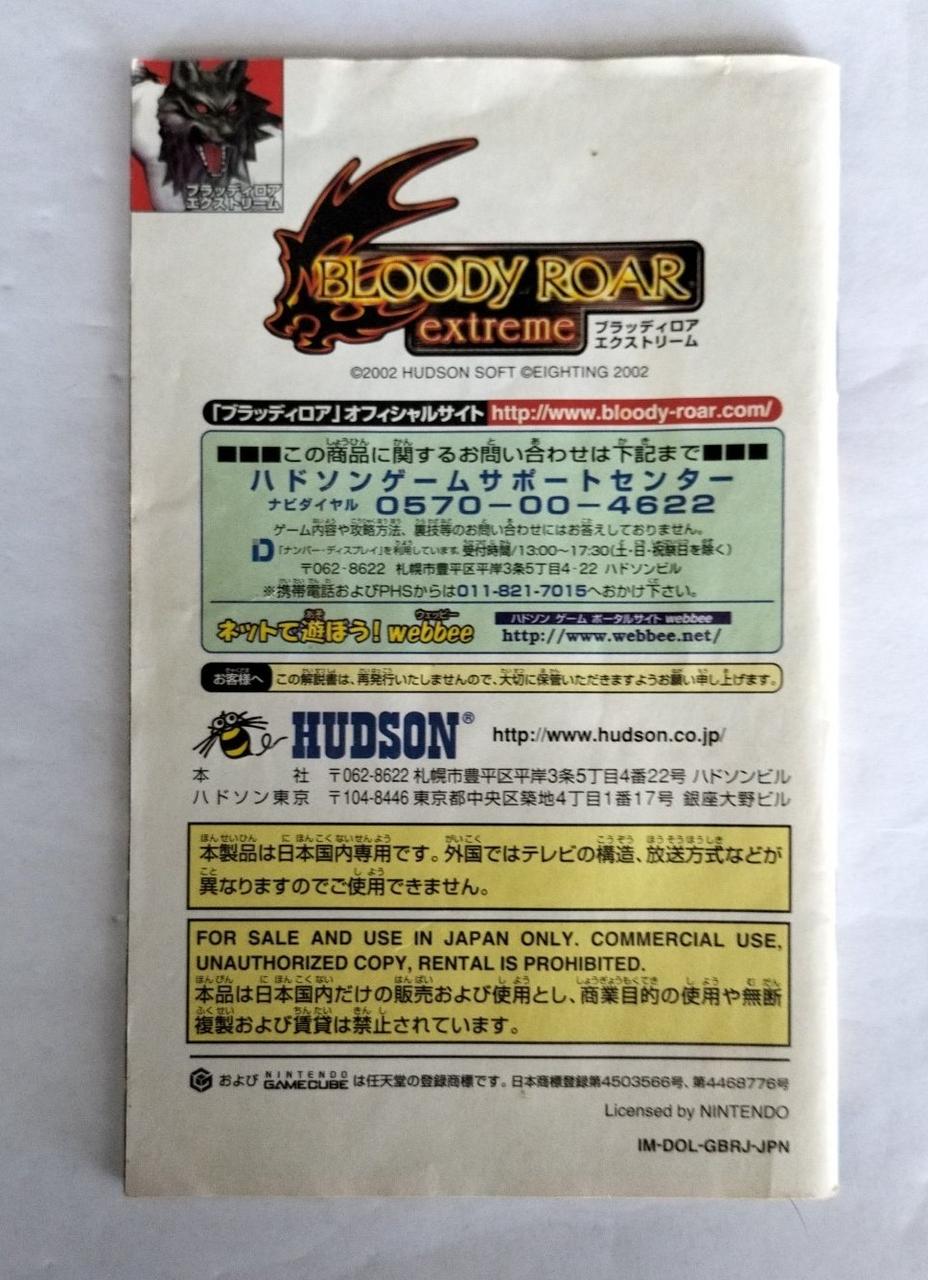 ブラッディロア
エクストリーム
BLOODY ROAR
extreme
ブラッディロア
エクストリーム
©2002 HUDSON SOFT ©EIGHTING 2002
「ブラッディロア」オフィシャルサイト http://www.bloody-roar.com/
■■■この商品に関するお問い合わせは下記まで■■■
ハドソンゲームサポートセンター
ナビダイヤル 0570-00-4622
ゲーム内容や攻略方法、裏技等のお問い合わせにはお答えしておりません。
「ナンバー・ディスプレイ」を利用しています。受付時間/13:00～17:30(土・日・祝祭日を除く)
〒062-8622 札幌市豊平区平岸3条5丁目4-22 ハドソンビル
※携帯電話およびPHSからは011-821-7015へおかけ下さい。
ネットで遊ぼう!webbee
ハドソン ゲーム ポータルサイト webbee
http://www.webbee.net/
お客様へ この解説書は、再発行いたしませんので、大切に保管いただきますようお願い申し上げます。
HUDSON® http://www.hudson.co.jp/
本社 〒062-8622 札幌市豊平区平岸3条5丁目4番22号 ハドソンビル
ハドソン東京 〒104-8446 東京都中央区築地4丁目1番17号 銀座大野ビル
本製品は日本国内専用です。外国ではテレビの構造、放送方式などが
異なりますのでご使用できません。
FOR SALE AND USE IN JAPAN ONLY. COMMERCIAL USE,
UNAUTHORIZED COPY, RENTAL IS PROHIBITED.
本品は日本国内だけの販売および使用とし、商業目的の使用や無断
複製および賃貸は禁止されています。
および NINTENDO GAMECUBE は任天堂の登録商標です。日本商標登録第4503566号、第4468776号
Licensed by NINTENDO
IM-DOL-GBRJ-JPN